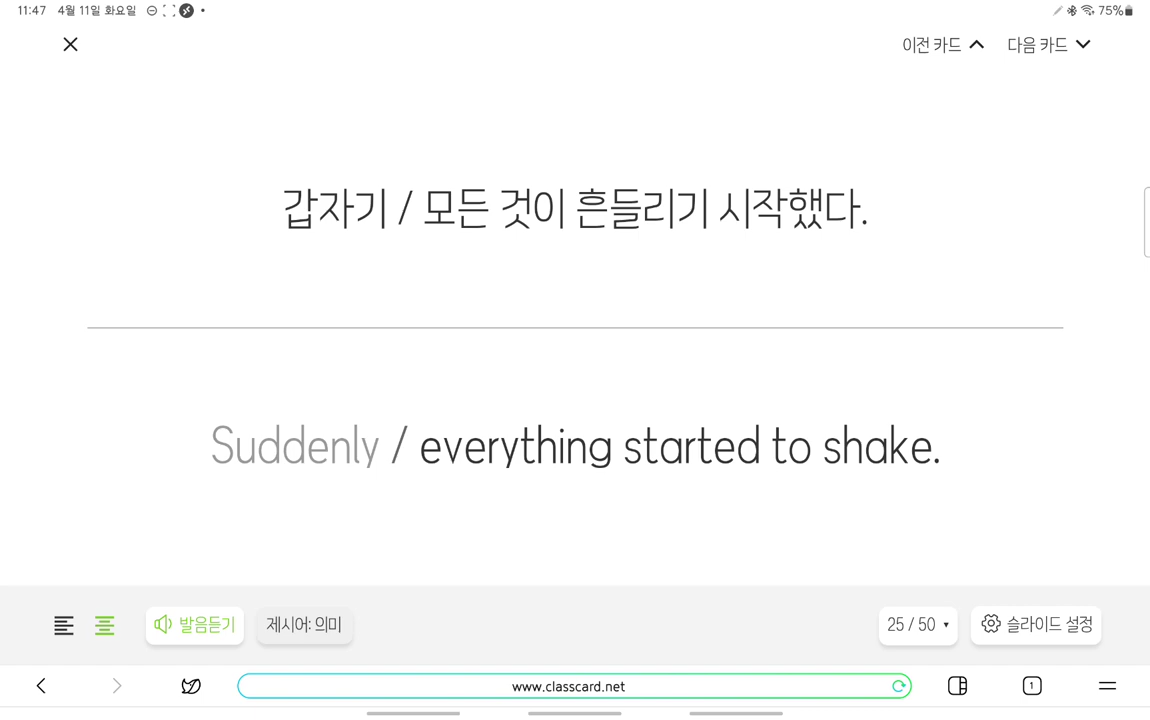 11:47 4월 11일 화요일 75%
이전 카드 다음 카드
갑자기 / 모든 것이 흔들리기 시작했다.
Suddenly / everything started to shake.
발음듣기 제시어: 의미 25 / 50 슬라이드 설정
www.classcard.net 1